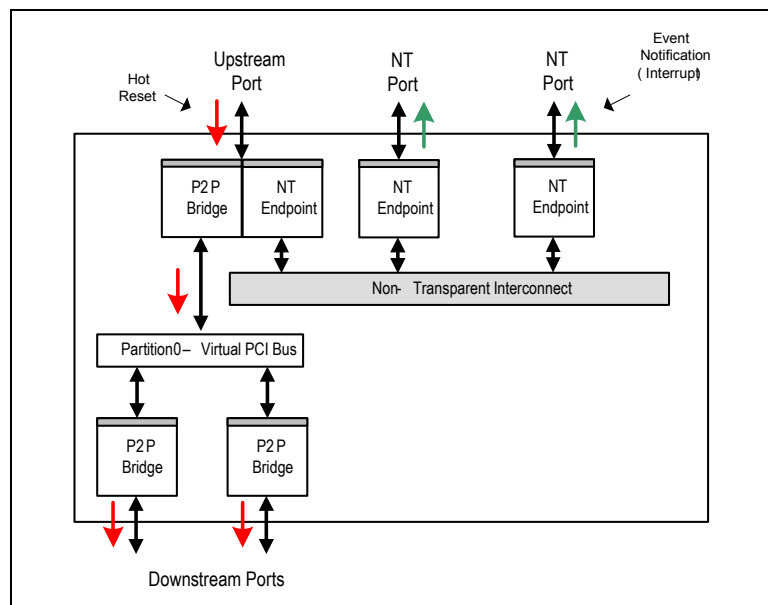 Event
Notification
( Interrupt)
Upstream
Port
NT
Port
NT
Port
Hot
Reset
P2P
Bridge
NT
Endpoint
NT
Endpoint
NT
Endpoint
Non- Transparent Interconnect
Partition0 – Virtual PCI Bus
P2P
Bridge
P2P
Bridge
Downstream Ports